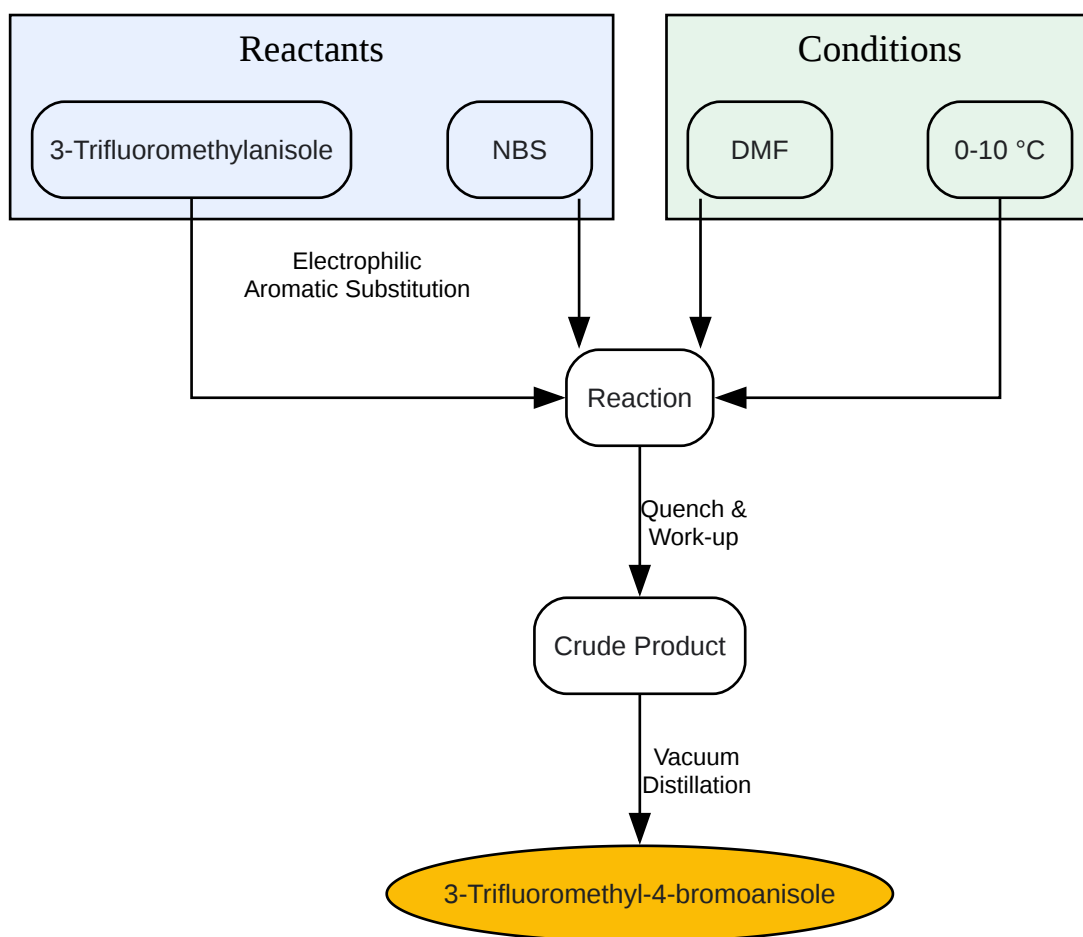 Reactants
Conditions
3-Trifluoromethylanisole
NBS
DMF
0-10 °C
Electrophilic
Aromatic Substitution
Reaction
Quench &
Work-up
Crude Product
Vacuum
Distillation
3-Trifluoromethyl-4-bromoanisole